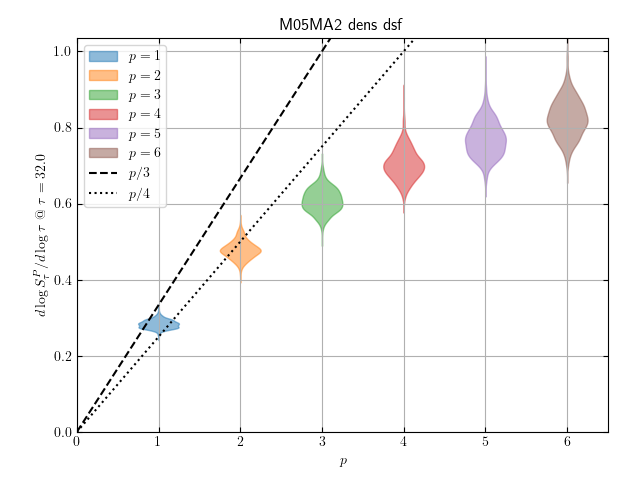 M05MA2 dens dsf
d log S_τ^P / d log τ @ τ = 32.0
1.0
0.8
0.6
0.4
0.2
0.0
p = 1
p = 2
p = 3
p = 4
p = 5
p = 6
p/3
p/4
0 1 2 3 4 5 6
p